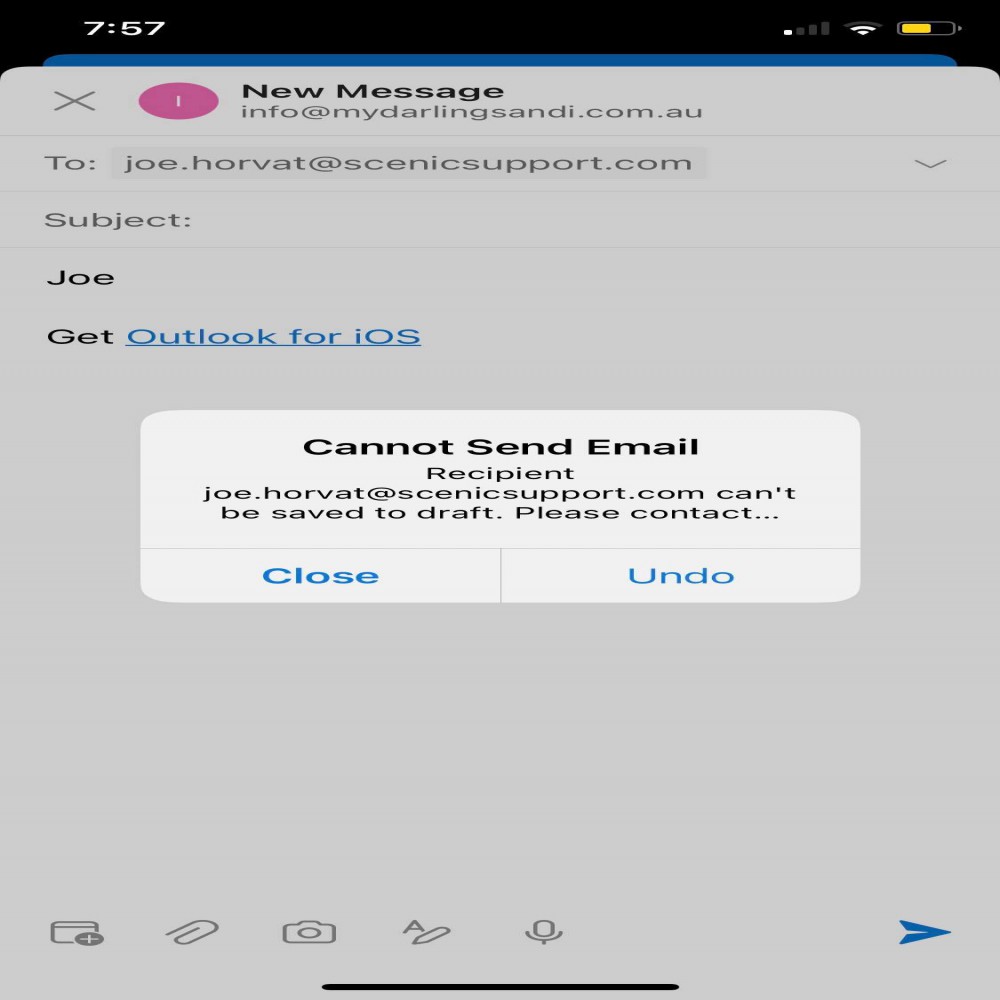 7:57
I
New Message
info@mydarlingsandi.com.au
To: joe.horvat@scenicsupport.com
Subject:
Joe
Get Outlook for iOS
Cannot Send Email
Recipient
joe.horvat@scenicsupport.com can't
be saved to draft. Please contact...
Close
Undo